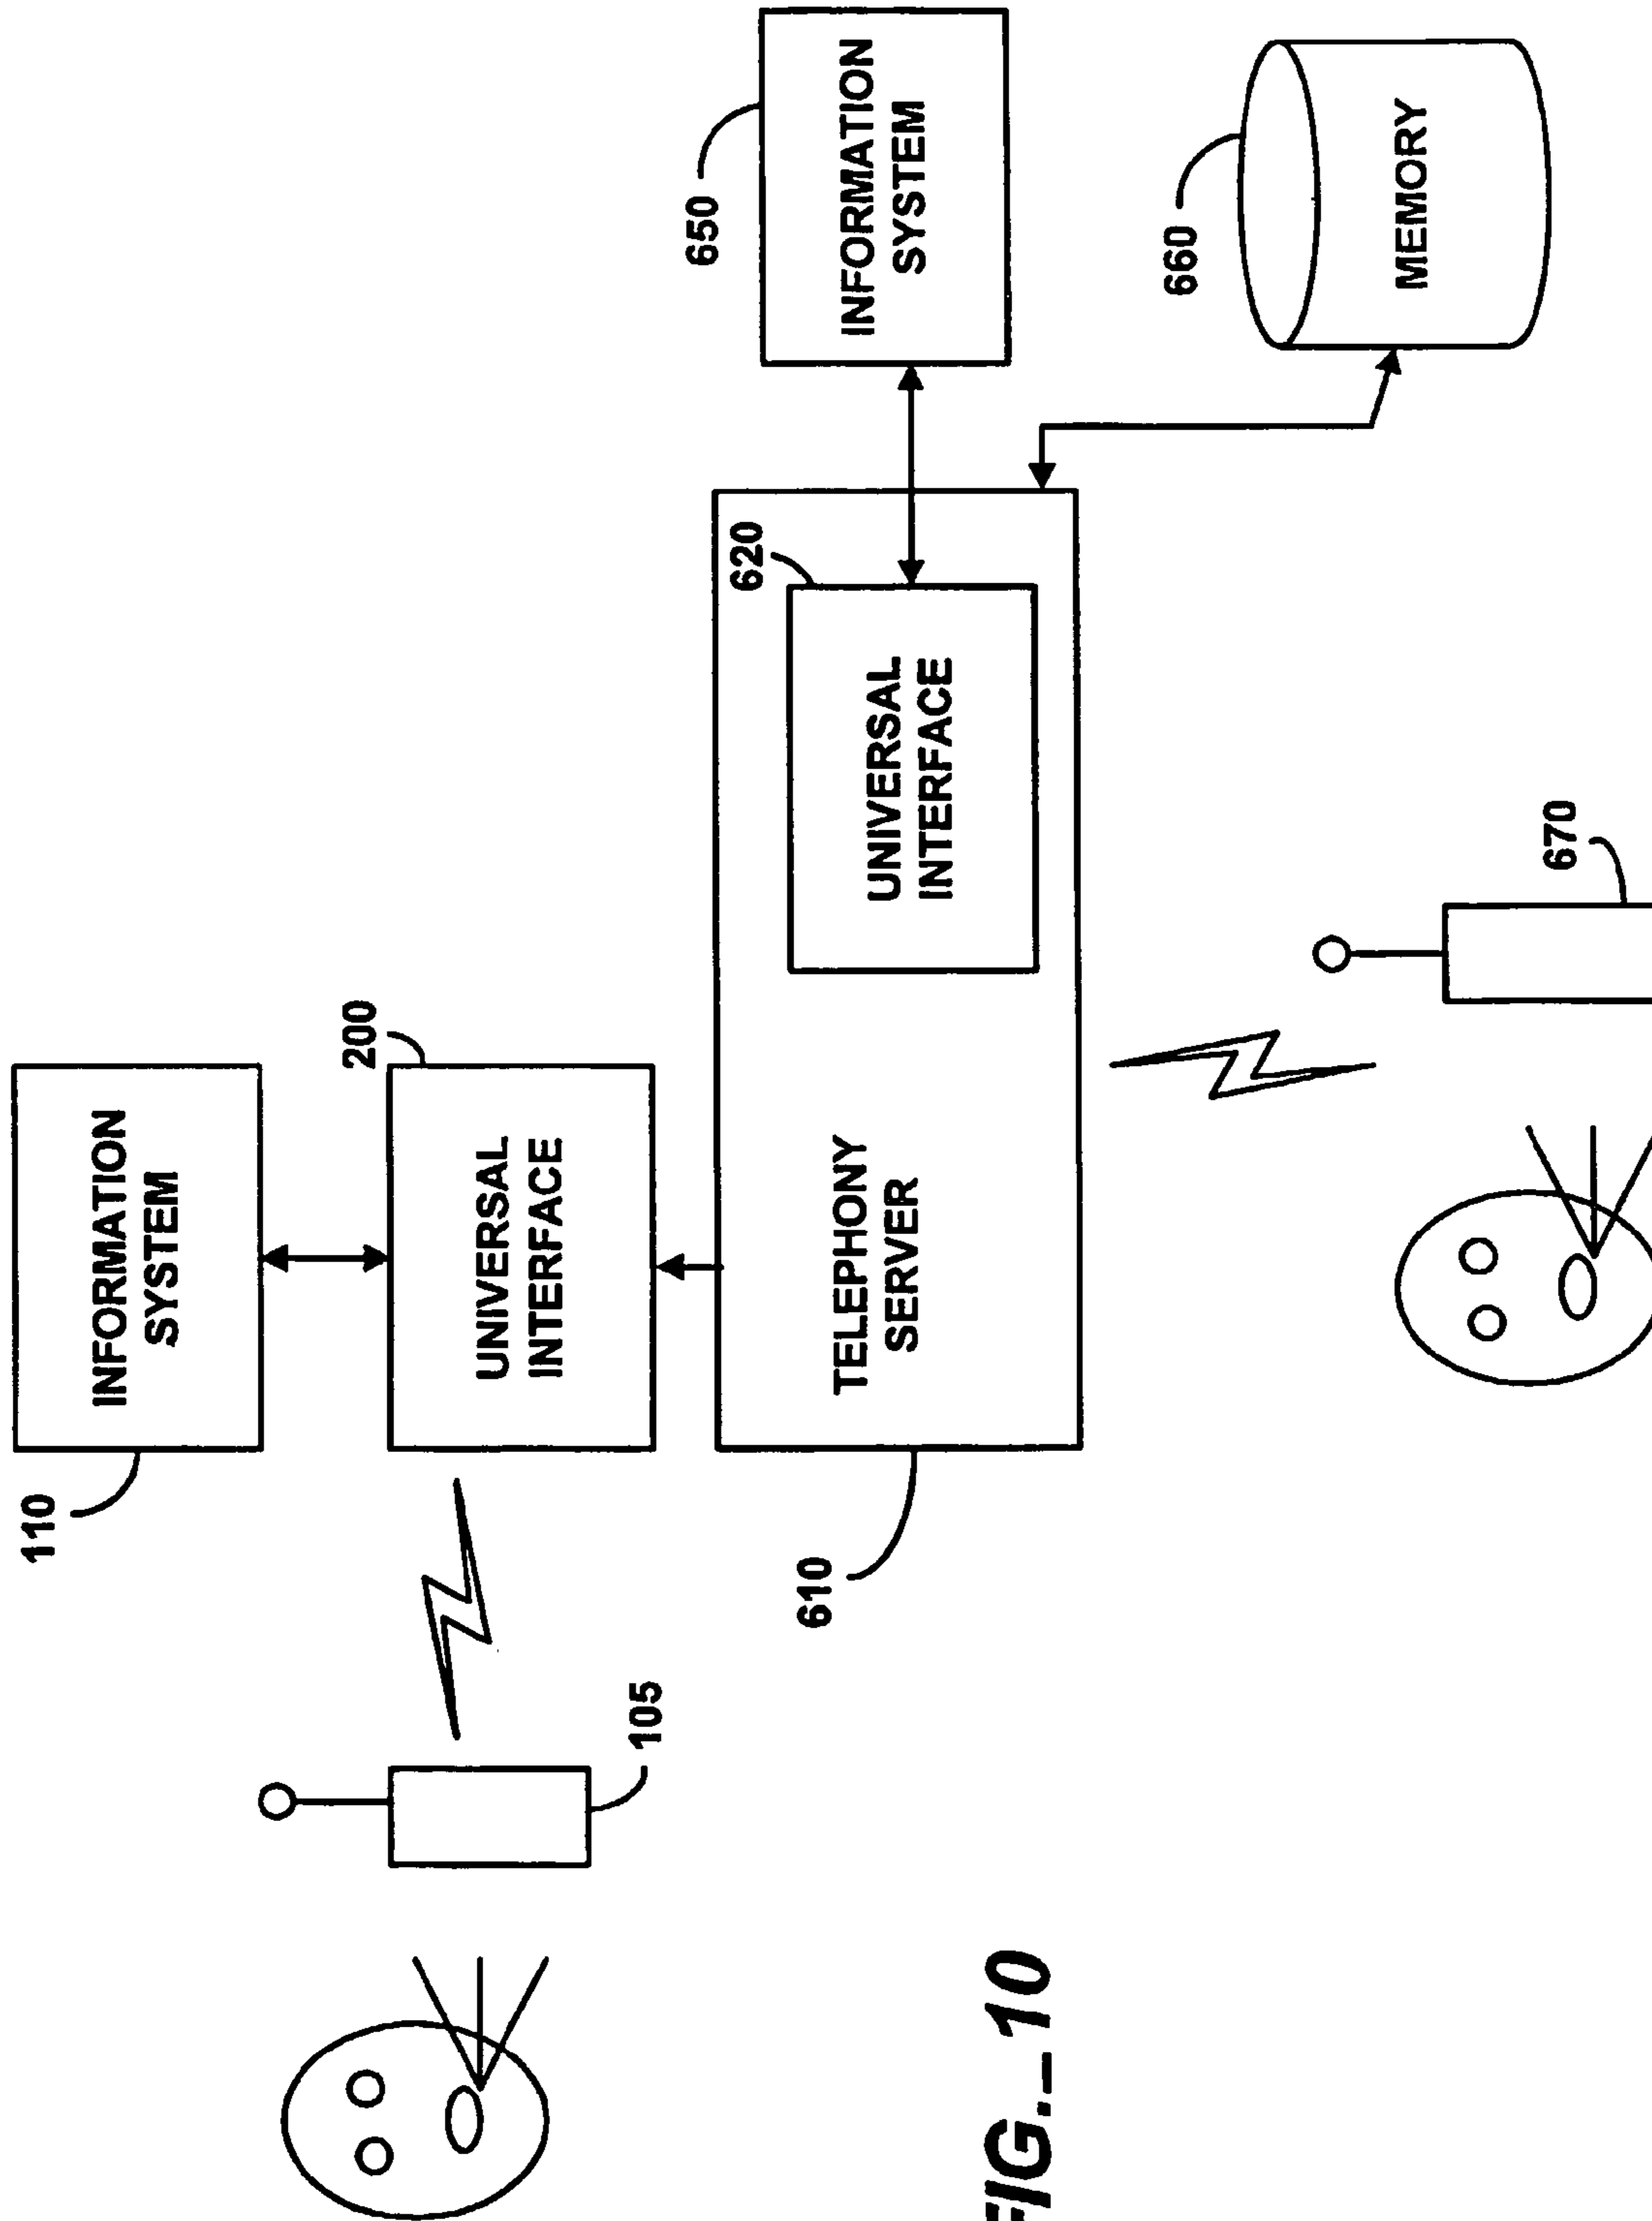 110
INFORMATION
SYSTEM
200
UNIVERSAL
INTERFACE
105
650
620
610
TELEPHONY
SERVER
UNIVERSAL
INTERFACE
INFORMATION
SYSTEM
FIG._10
660
MEMORY
670